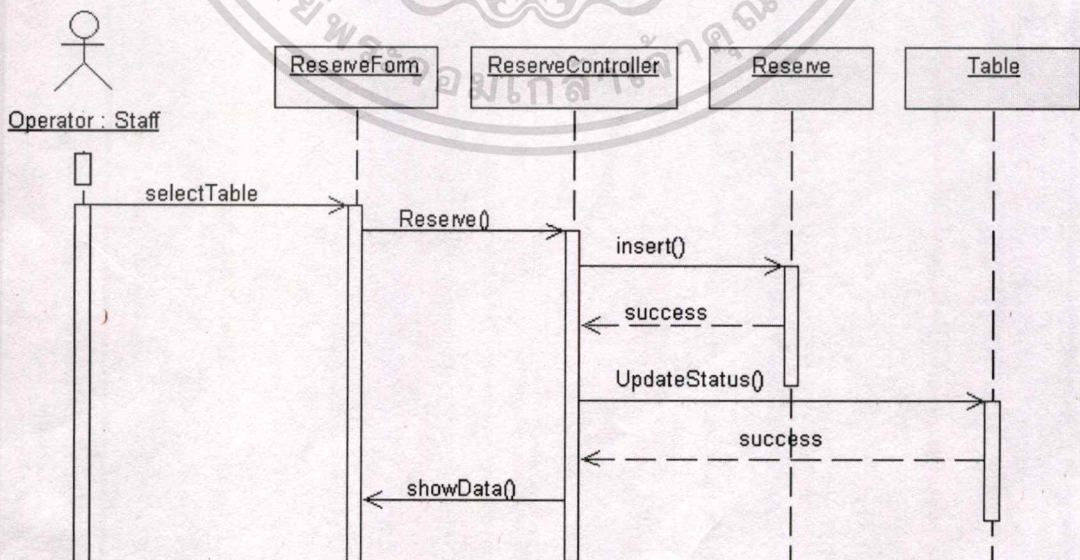 ReserveForm
ReserveController
Reserve
Table
Operator : Staff
selectTable
Reserve()
insert()
success
UpdateStatus()
success
showData()